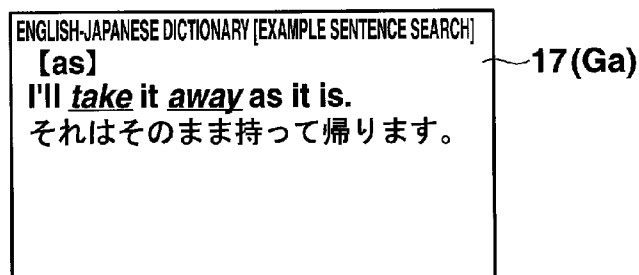 ENGLISH-JAPANESE DICTIONARY [EXAMPLE SENTENCE SEARCH]
【as】
I'll take it away as it is.
それはそのまま持って帰ります。
17(Ga)